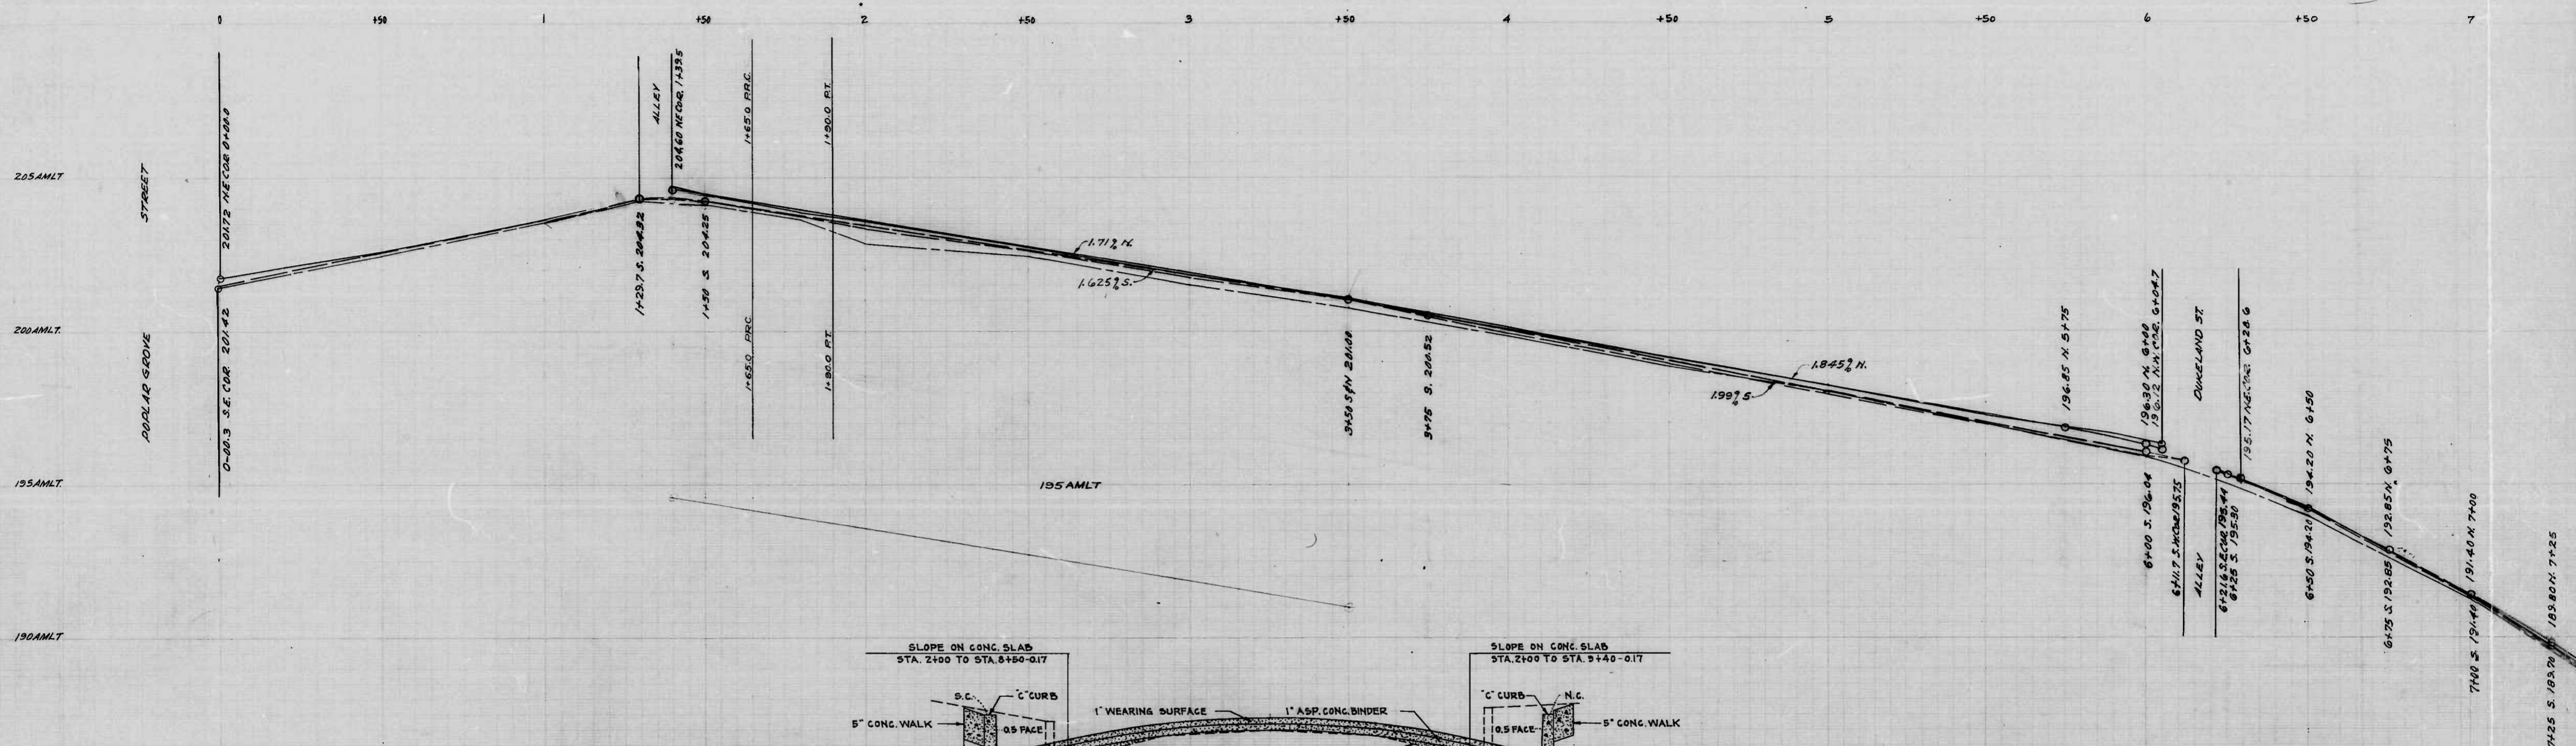 0 +50 1 +50 2 +50 3 +50 4 +50 5 +50 6 +50 7
205 AMLT
200 AMLT.
195 AMLT.
190 AMLT
STREET
POPLAR GROVE
201.72 N.E. COR. 0+00.0
0-00.3 S.E. COR. 201.42
ALLEY
204.60 NE COR. 1+39.5
1+29.7 S. 204.32
1+50 S. 204.25
1+65.0 P.R.C.
1+65.0 PRC
1+90.0 P.T.
1+90.0 P.T.
1.71% N.
1.625% S.
3+50 S & N 201.00
3+75 S. 200.52
1.845% N.
1.99% S.
195 AMLT
196.85 N. 5+75
196.30 N. 6+00
196.12 N.W. COR. 6+04.7
6+00 S. 196.04
6+11.7 S.W. COR. 195.75
DUKELAND ST.
ALLEY
6+21.6 S.E. COR. 195.44
6+25 S. 195.30
195.17 N.E. COR. 6+28.6
194.20 N. 6+50
6+50 S. 194.20
192.85 N. 6+75
6+75 S. 192.85
191.40 N. 7+00
7+00 S. 191.40
189.80 N. 7+25
7+25 S. 189.70
SLOPE ON CONC. SLAB
STA. 2+00 TO STA. 8+50-0.17
SLOPE ON CONC. SLAB
STA. 2+00 TO STA. 9+40-0.17
S.C.
"C" CURB
5" CONC. WALK
0.5 FACE
1" WEARING SURFACE
1" ASP. CONC. BINDER
"C" CURB
N.C.
0.5 FACE
5" CONC. WALK